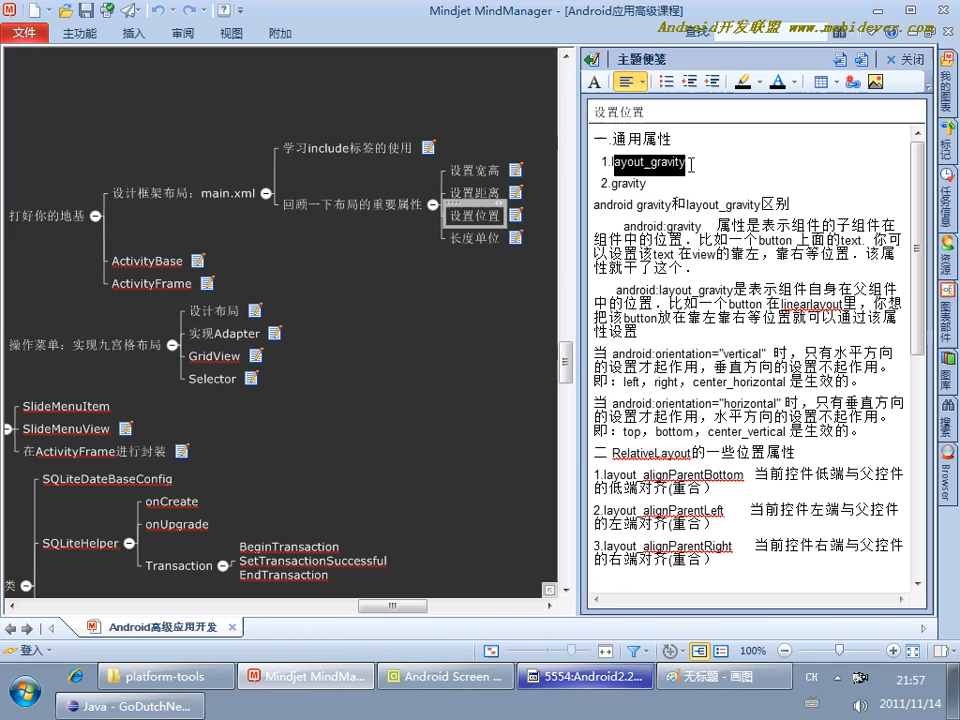 Mindjet MindManager - [Android应用高级课程]
Android开发联盟 www.mobidever.com
文件 主功能 插入 审阅 视图 附加
学习include标签的使用
设计框架布局：main.xml
设置宽高
设置距离
回顾一下布局的重要属性
设置位置
打好你的地基
长度单位
ActivityBase
ActivityFrame
设计布局
实现Adapter
操作菜单：实现九宫格布局
GridView
Selector
SlideMenuItem
SlideMenuView
在ActivityFrame进行封装
SQLiteDateBaseConfig
onCreate
onUpgrade
SQLiteHelper
BeginTransaction
Transaction
SetTransactionSuccessful
EndTransaction
类
主题便笺
关闭
设置位置
一.通用属性
1.layout_gravity
2.gravity
android gravity和layout_gravity区别
android:gravity 属性是表示组件的子组件在
组件中的位置．比如一个button 上面的text. 你可
以设置该text 在view的靠左，靠右等位置．该属
性就干了这个．
android:layout_gravity是表示组件自身在父组件
中的位置．比如一个button 在linearlayout里，你想
把该button放在靠左靠右等位置就可以通过该属
性设置
当 android:orientation="vertical" 时，只有水平方向
的设置才起作用，垂直方向的设置不起作用。
即：left，right，center_horizontal 是生效的。
当 android:orientation="horizontal" 时，只有垂直方向
的设置才起作用，水平方向的设置不起作用。
即：top，bottom，center_vertical 是生效的。
二 RelativeLayout的一些位置属性
1.layout_alignParentBottom 当前控件低端与父控件
的低端对齐(重合）
2.layout_alignParentLeft 当前控件左端与父控件
的左端对齐(重合）
3.layout_alignParentRight 当前控件右端与父控件
的右端对齐(重合）
我的图表
标记
任务信息
资源
图表部件
图库
搜索
Browser
Android高级应用开发
登入
100%
platform-tools
Mindjet MindMa...
Android Screen ...
5554:Android2.2...
无标题 - 画图
CH
21:57
Java - GoDutchNe...
2011/11/14